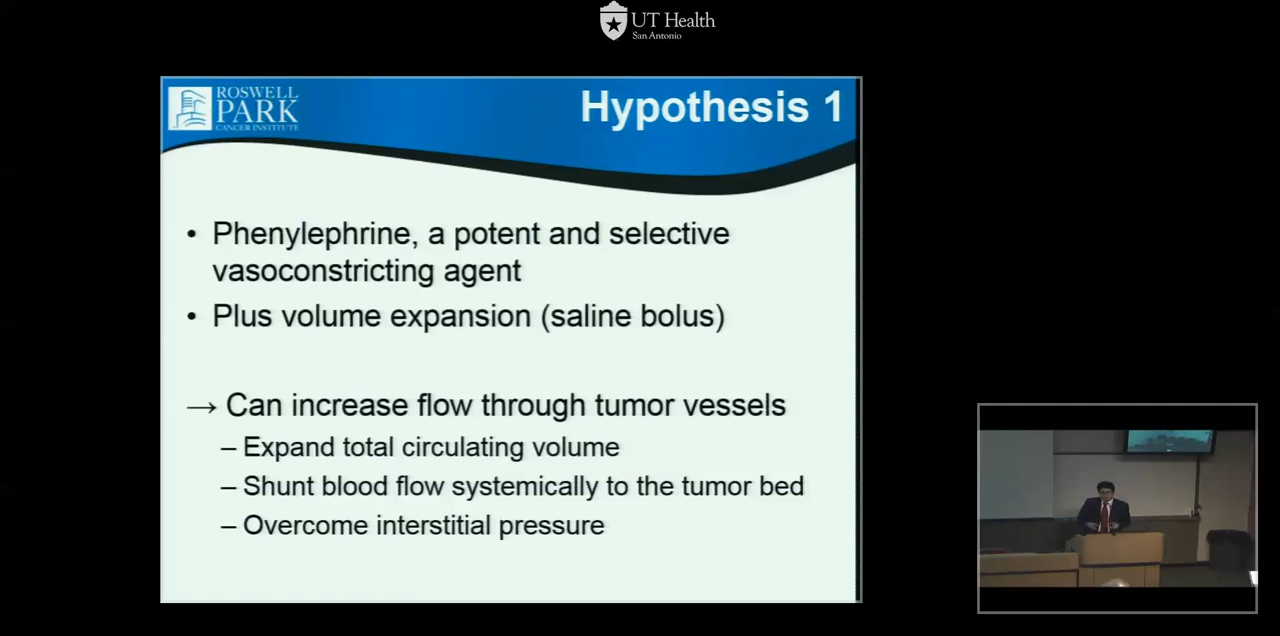 UT Health
San Antonio
ROSWELL
PARK
CANCER INSTITUTE
Hypothesis 1
• Phenylephrine, a potent and selective
vasoconstricting agent
• Plus volume expansion (saline bolus)
→ Can increase flow through tumor vessels
– Expand total circulating volume
– Shunt blood flow systemically to the tumor bed
– Overcome interstitial pressure